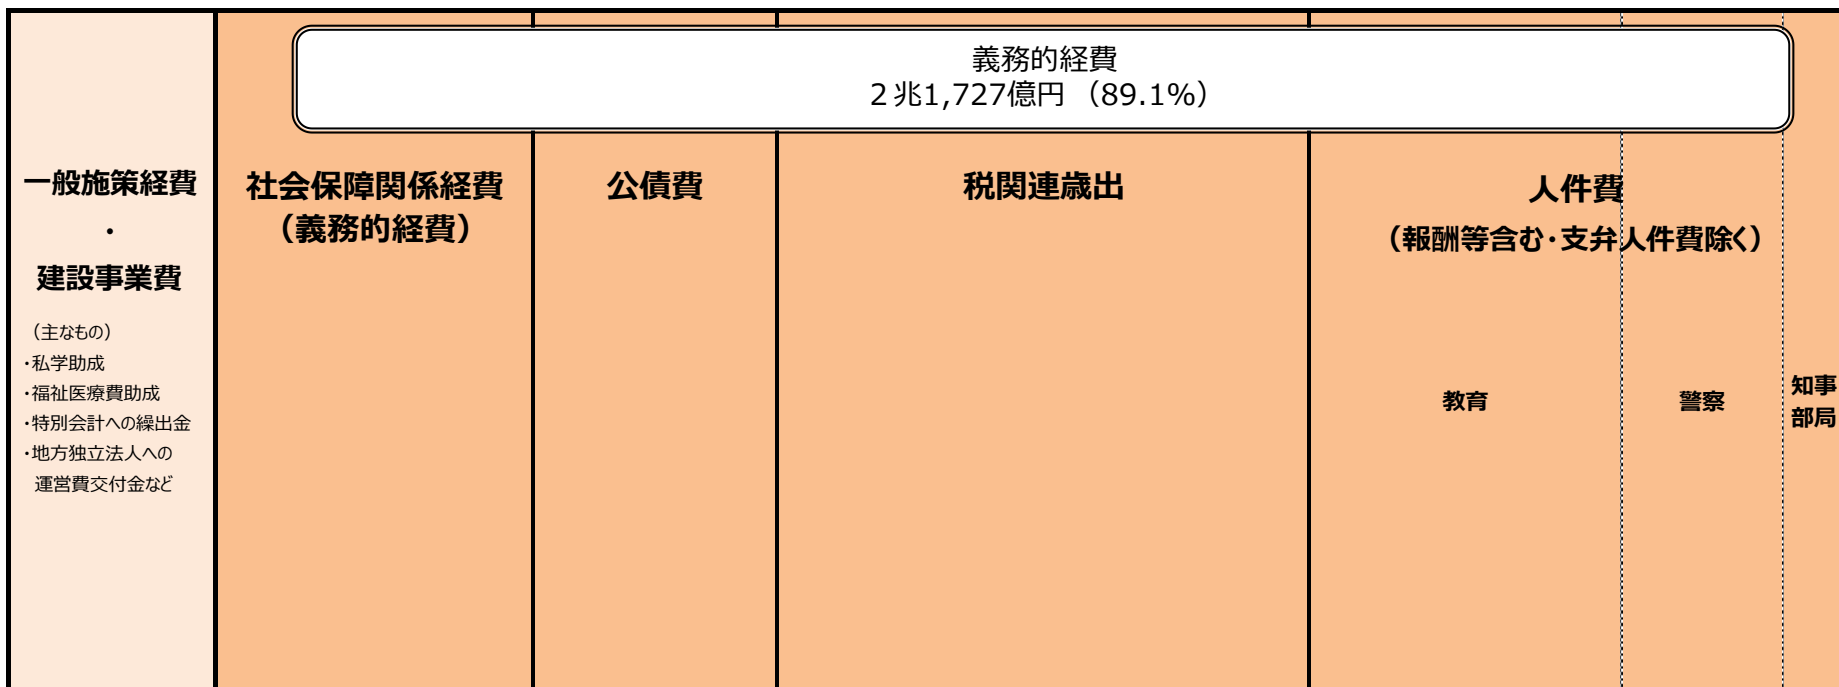 義務的経費
２兆1,727億円（89.1%）
一般施策経費
・
建設事業費
（主なもの）
・私学助成
・福祉医療費助成
・特別会計への繰出金
・地方独立法人への
運営費交付金など
社会保障関係経費
（義務的経費）
公債費
税関連歳出
人件費
（報酬等含む・支弁人件費除く）
教育
警察
知事
部局